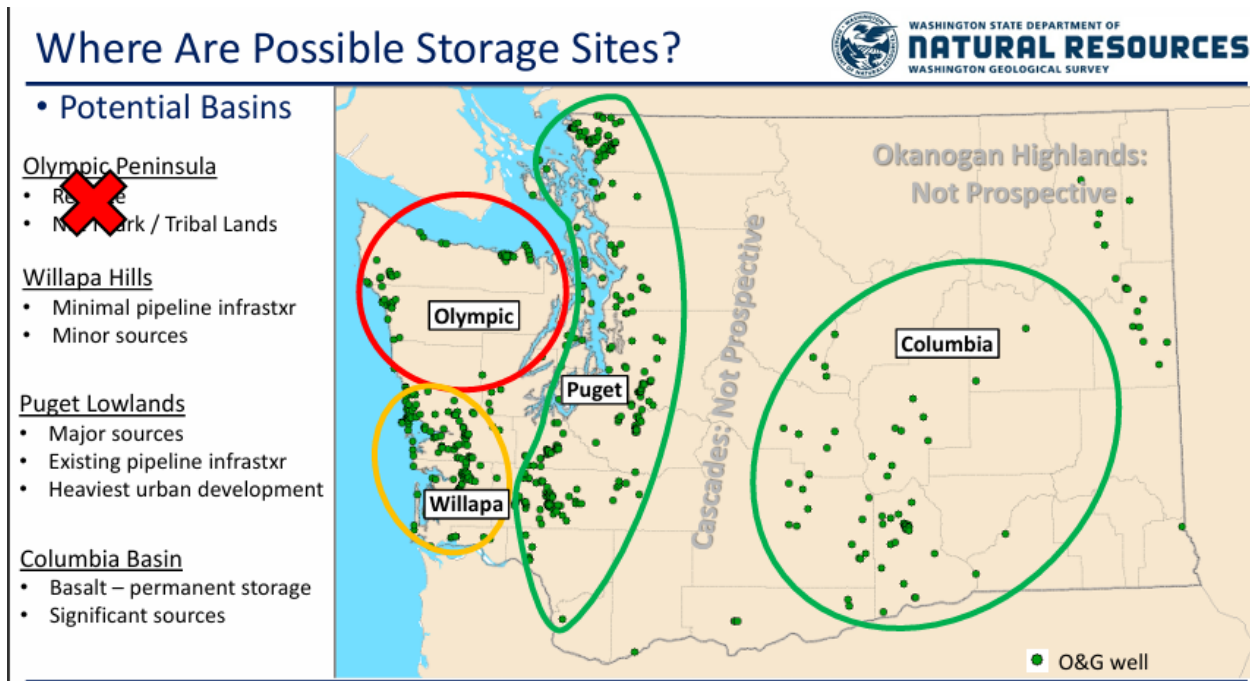 Where Are Possible Storage Sites?
WASHINGTON STATE DEPARTMENT OF
NATURAL RESOURCES
WASHINGTON GEOLOGICAL SURVEY
• Potential Basins
Olympic Peninsula
•
• / Tribal Lands
Willapa Hills
• Minimal pipeline infrastxr
• Minor sources
Puget Lowlands
• Major sources
• Existing pipeline infrastxr
• Heaviest urban development
Columbia Basin
• Basalt – permanent storage
• Significant sources
Okanogan Highlands:
Not Prospective
Cascades: Not Prospective
Olympic
Puget
Willapa
Columbia
O&G well